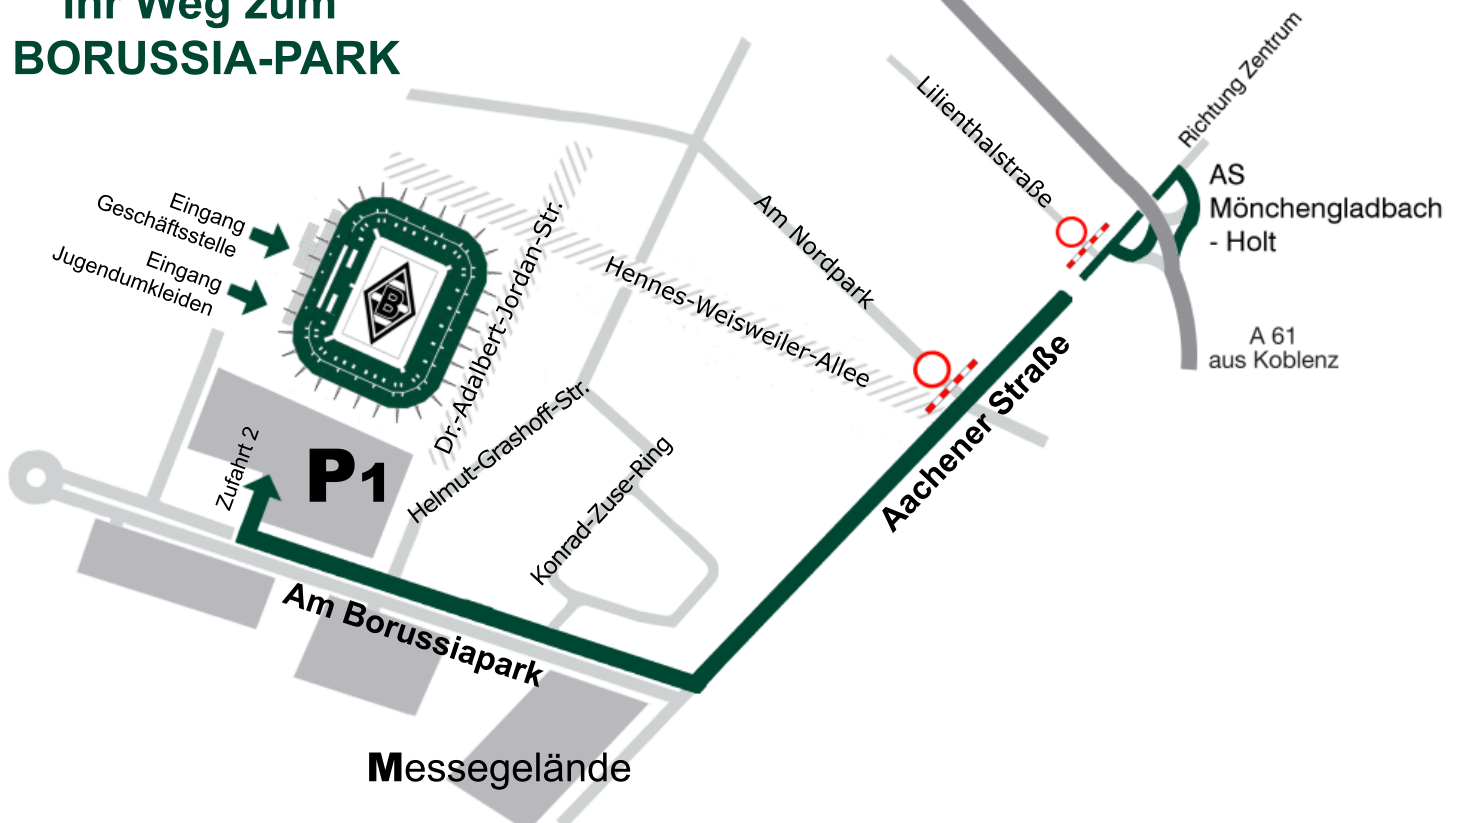 Ihr Weg zum
BORUSSIA-PARK
Richtung Zentrum
Lilienthalstraße
AS
Mönchengladbach
- Holt
Eingang
Geschäftsstelle
Eingang
Jugendumkleiden
B
Dr.-Adalbert-Jordan-Str.
Am Nordpark
Hennes-Weisweiler-Allee
A 61
aus Koblenz
Aachener Straße
Helmut-Grashoff-Str.
Konrad-Zuse-Ring
Zufahrt 2
P1
Am Borussiapark
Messegelände